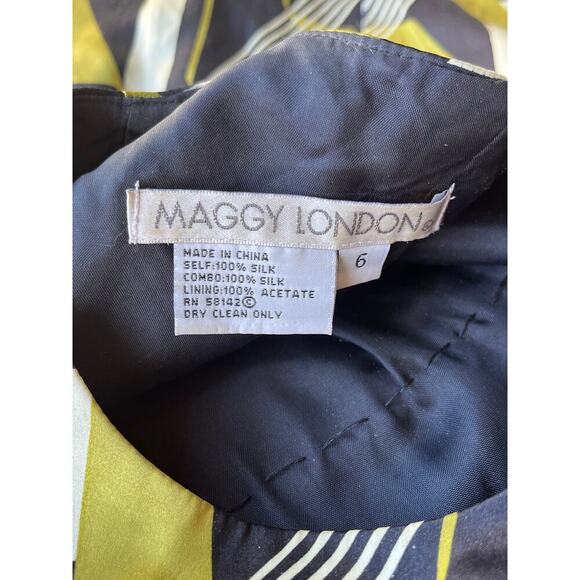 MAGGY LONDON®
6
MADE IN CHINA
SELF:100% SILK
COMBO:100% SILK
LINING:100% ACETATE
RN 58142©
DRY CLEAN ONLY